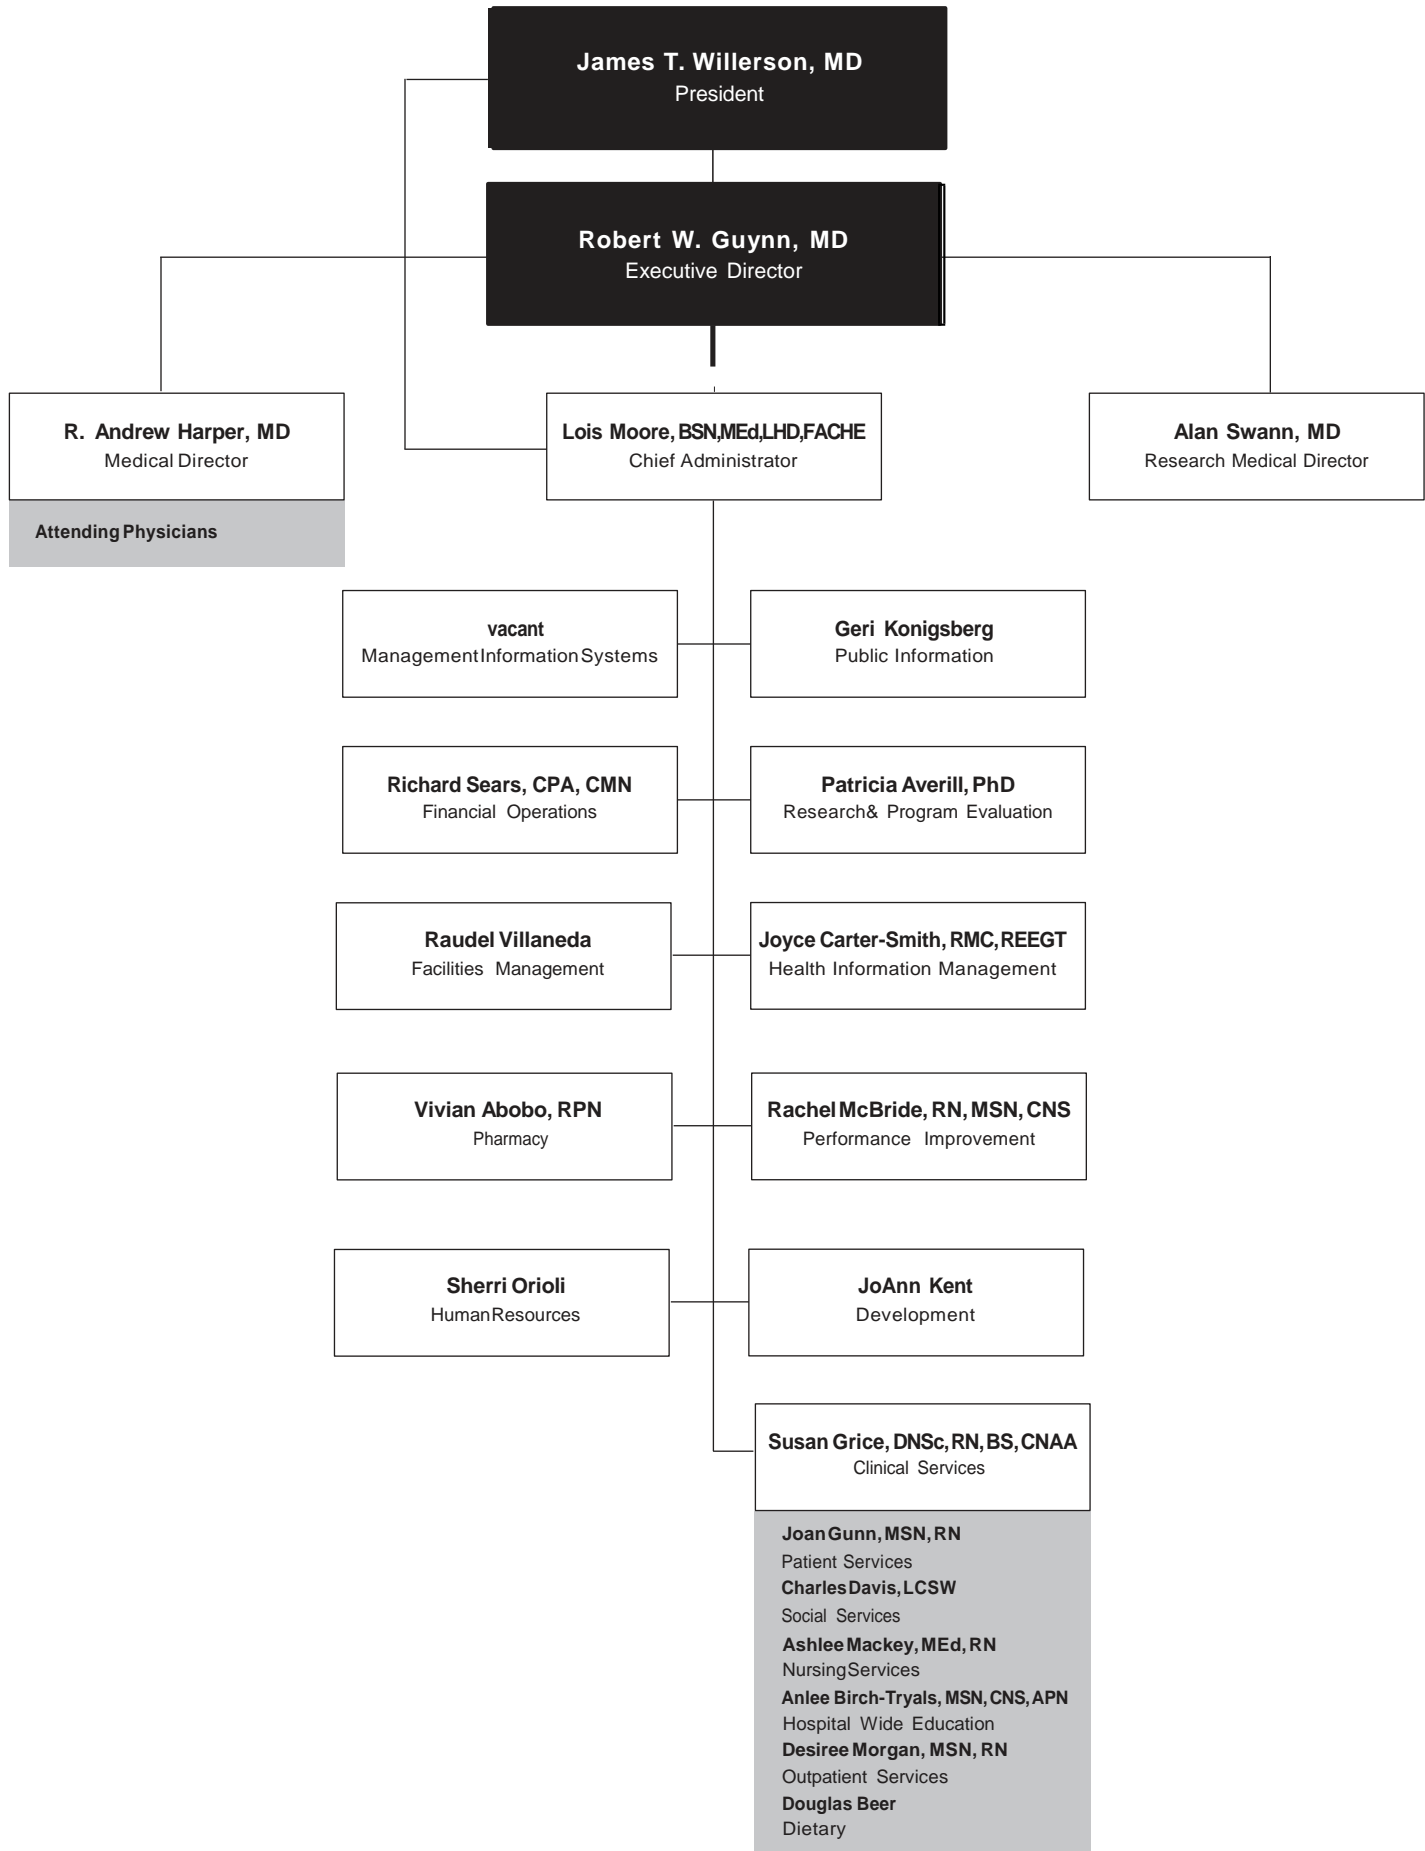 James T. Willerson, MD
President
Robert W. Guynn, MD
Executive Director
R. Andrew Harper, MD
Medical Director
Attending Physicians
Lois Moore, BSN,MEd,LHD,FACHE
Chief Administrator
Alan Swann, MD
Research Medical Director
vacant
Management Information Systems
Geri Konigsberg
Public Information
Richard Sears, CPA, CMN
Financial Operations
Patricia Averill, PhD
Research& Program Evaluation
Raudel Villaneda
Facilities Management
Joyce Carter-Smith, RMC, REEGT
Health Information Management
Vivian Abobo, RPN
Pharmacy
Rachel McBride, RN, MSN, CNS
Performance Improvement
Sherri Orioli
Human Resources
JoAnn Kent
Development
Susan Grice, DNSc, RN, BS, CNAA
Clinical Services
Joan Gunn, MSN, RN
Patient Services
Charles Davis, LCSW
Social Services
Ashlee Mackey, MEd, RN
Nursing Services
Anlee Birch-Tryals, MSN, CNS, APN
Hospital Wide Education
Desiree Morgan, MSN, RN
Outpatient Services
Douglas Beer
Dietary